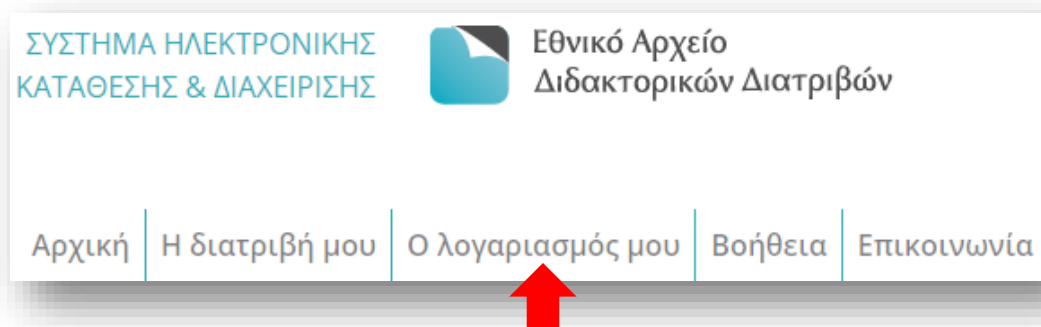 ΣΥΣΤΗΜΑ ΗΛΕΚΤΡΟΝΙΚΗΣ
ΚΑΤΑΘΕΣΗΣ & ΔΙΑΧΕΙΡΙΣΗΣ
Εθνικό Αρχείο
Διδακτορικών Διατριβών
Αρχική Η διατριβή μου Ο λογαριασμός μου Βοήθεια Επικοινωνία